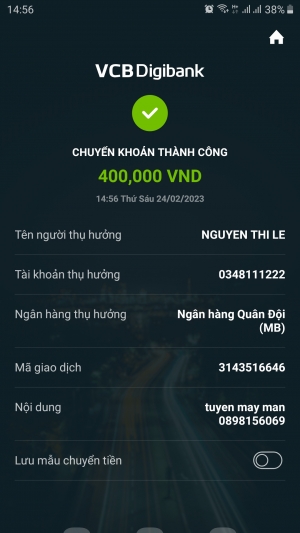 14:56
38%
VCB Digibank
CHUYỂN KHOẢN THÀNH CÔNG
400,000 VND
14:56 Thứ Sáu 24/02/2023
Tên người thụ hưởng
NGUYEN THI LE
Tài khoản thụ hưởng
0348111222
Ngân hàng thụ hưởng
Ngân hàng Quân Đội
(MB)
Mã giao dịch
3143516646
Nội dung
tuyen may man
0898156069
Lưu mẫu chuyển tiền